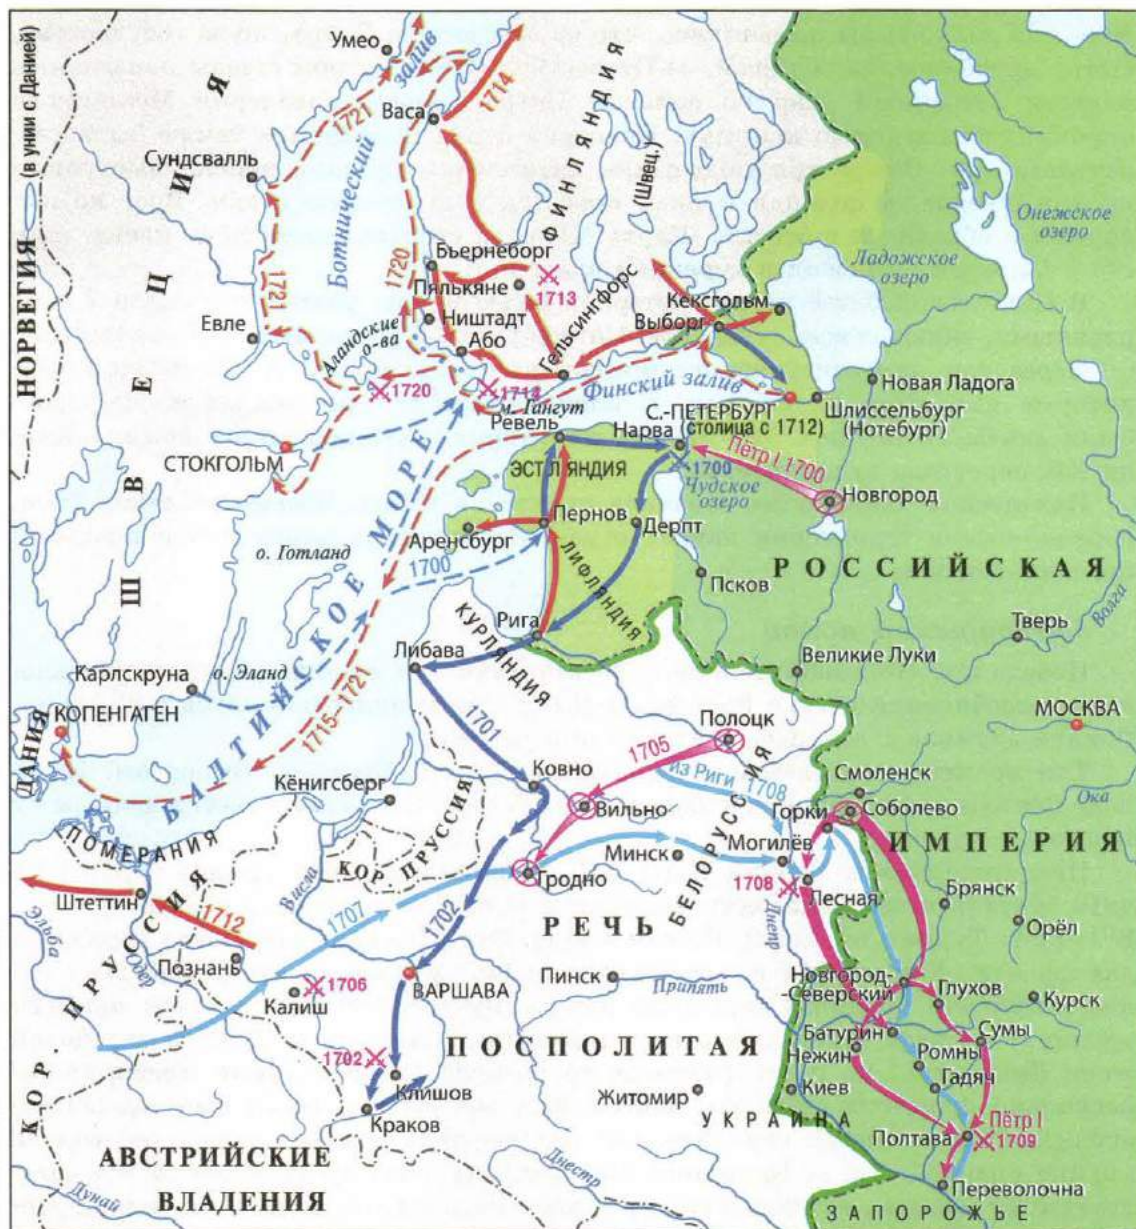 НОРВЕГИЯ (в унии с Данией)
ШВЕЦИЯ
Умео
залив
Ботнический
1721
1714
Васа
Сундсвалль
ФИНЛЯНДИЯ
(Швец.)
Онежское
озеро
Ладожское
озеро
1720
Бьернеборг
Пялькяне
1713
Кексгольм
Выборг
1721
Евле
Аландские
о-ва
Ништадт
Або
Гельсингфорс
Финский залив
Новая Ладога
1720
м. Гангут
С.-ПЕТЕРБУРГ
(столица с 1712)
Шлиссельбург
(Нотебург)
СТОКГОЛЬМ
Ревель
Нарва
ЭСТЛЯНДИЯ
1700
Пётр I 1700
Чудское
озеро
Новгород
БАЛТИЙСКОЕ МОРЕ
Пернов
Дерпт
Аренсбург
о. Готланд
1700
ЛИФЛЯНДИЯ
Псков
РОССИЙСКАЯ
ИМПЕРИЯ
Волга
Тверь
КУРЛЯНДИЯ
Рига
Либава
Великие Луки
Карлскруна
о. Эланд
1715-1721
КОПЕНГАГЕН
ДАНИЯ
1701
Полоцк
МОСКВА
1705
из Риги 1708
Кёнигсберг
Ковно
Вильно
Смоленск
Соболево
Горки
Ока
ПОМЕРАНИЯ
КОР. ПРУССИЯ
БЕЛОРУССИЯ
Минск
Могилёв
Гродно
1708
Лесная
Брянск
Штеттин
1712
Висла
1707
1702
РЕЧЬ
ПОСПОЛИТАЯ
Днепр
Орёл
Эльба
Одер
КОР. ПРУССИЯ
Познань
Калиш
1706
ВАРШАВА
Пинск
Припять
Новгород-
-Северский
Глухов
Курск
Батурин
Сумы
Нежин
Ромны
Гадяч
1702
Клишов
Краков
Житомир
Киев
УКРАИНА
Пётр I
Полтава
1709
АВСТРИЙСКИЕ
ВЛАДЕНИЯ
Дунай
Днестр
Переволочна
ЗАПОРОЖЬЕ